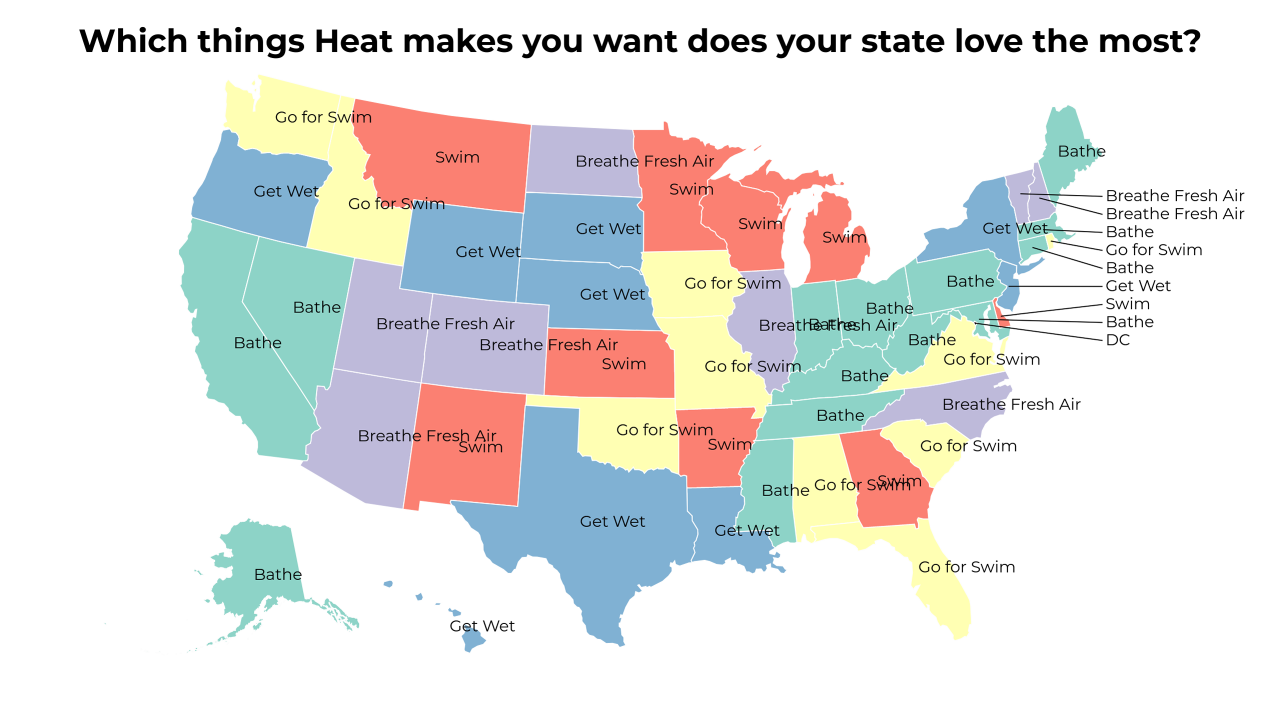 Which things Heat makes you want does your state love the most?
Go for Swim
Swim
Breathe Fresh Air
Swim
Bathe
Get Wet
Go for Swim
Get Wet
Get Wet
Swim
Swim
Get Wet
Breathe Fresh Air
Breathe Fresh Air
Bathe
Go for Swim
Bathe
Get Wet
Swim
Bathe
DC
Bathe
Bathe
Get Wet
Go for Swim
Bathe
Bathe
Breathe Fresh Air
Breathe Fresh Air
Breathe Fresh Air
Bathe
Bathe
Bathe
Swim
Go for Swim
Go for Swim
Bathe
Breathe Fresh Air
Bathe
Breathe Fresh Air
Swim
Go for Swim
Swim
Go for Swim
Bathe
Go for Swim
Swim
Get Wet
Get Wet
Go for Swim
Bathe
Get Wet